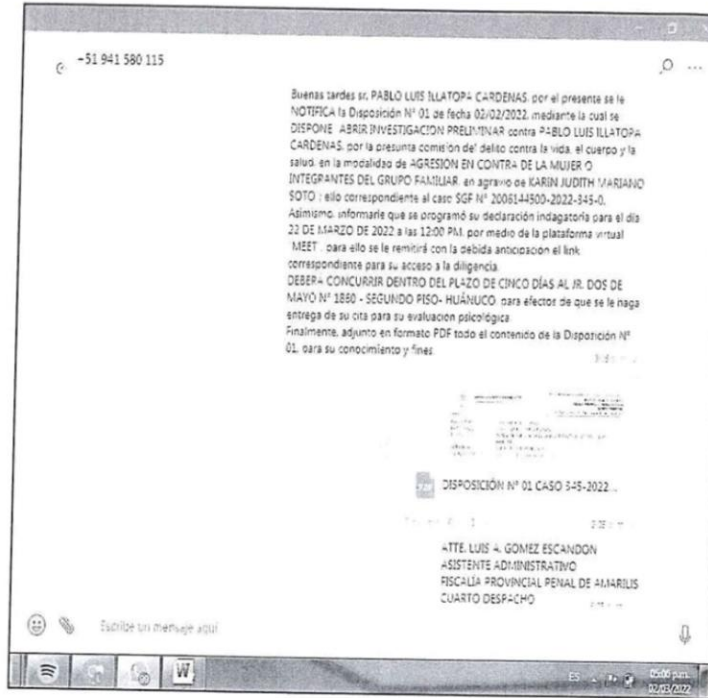 +51 941 580 115
Buenas tardes sr. PABLO LUIS ILLATOPA CARDENAS, por el presente se le
NOTIFICA la Disposición N° 01 de fecha 02/02/2022, mediante la cual se
DISPONE ABRIR INVESTIGACION PRELIMINAR contra PABLO LUIS ILLATOPA
CARDENAS, por la presunta comisión del delito contra la vida, el cuerpo y la
salud, en la modalidad de AGRESION EN CONTRA DE LA MUJER O
INTEGRANTES DEL GRUPO FAMILIAR, en agravio de KARIN JUDITH MARIANO
SOTO ; ello correspondiente al caso SGF N° 2006144500-2022-345-0.
Asimismo, informarle que se programó su declaración indagatoria para el día
22 DE MARZO DE 2022 a las 12:00 PM, por medio de la plataforma virtual
MEET , para ello se le remitirá con la debida anticipación el link
correspondiente para su acceso a la diligencia.
DEBERA CONCURRIR DENTRO DEL PLAZO DE CINCO DÍAS AL JR. DOS DE
MAYO N° 1880 - SEGUNDO PISO- HUÁNUCO, para efectos de que se le haga
entrega de su cita para su evaluación psicológica.
Finalmente, adjunto en formato PDF todo el contenido de la Disposición N°
01, para su conocimiento y fines.
DISPOSICIÓN N° 01 CASO 345-2022...
ATTE. LUIS A. GOMEZ ESCANDON
ASISTENTE ADMINISTRATIVO
FISCALÍA PROVINCIAL PENAL DE AMARILIS
CUARTO DESPACHO
Escribe un mensaje aquí
W
ES
05:06 p.m.
02/03/2022